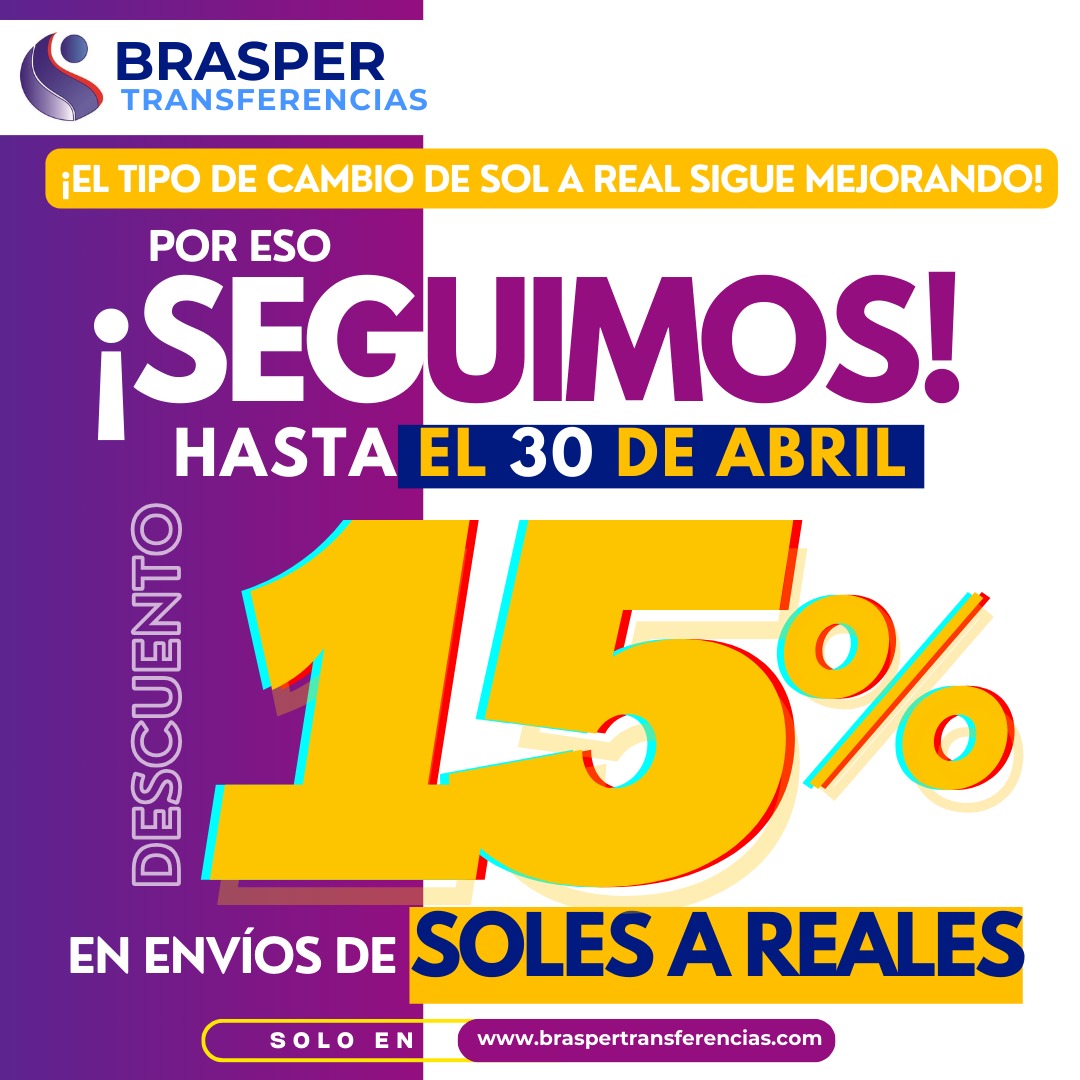 BRASPER
TRANSFERENCIAS
¡EL TIPO DE CAMBIO DE SOL A REAL SIGUE MEJORANDO!
POR ESO
¡SEGUIMOS!
HASTA EL 30 DE ABRIL
DESCUENTO
15%
EN ENVÍOS DE SOLES A REALES
SOLO EN www.braspertransferencias.com